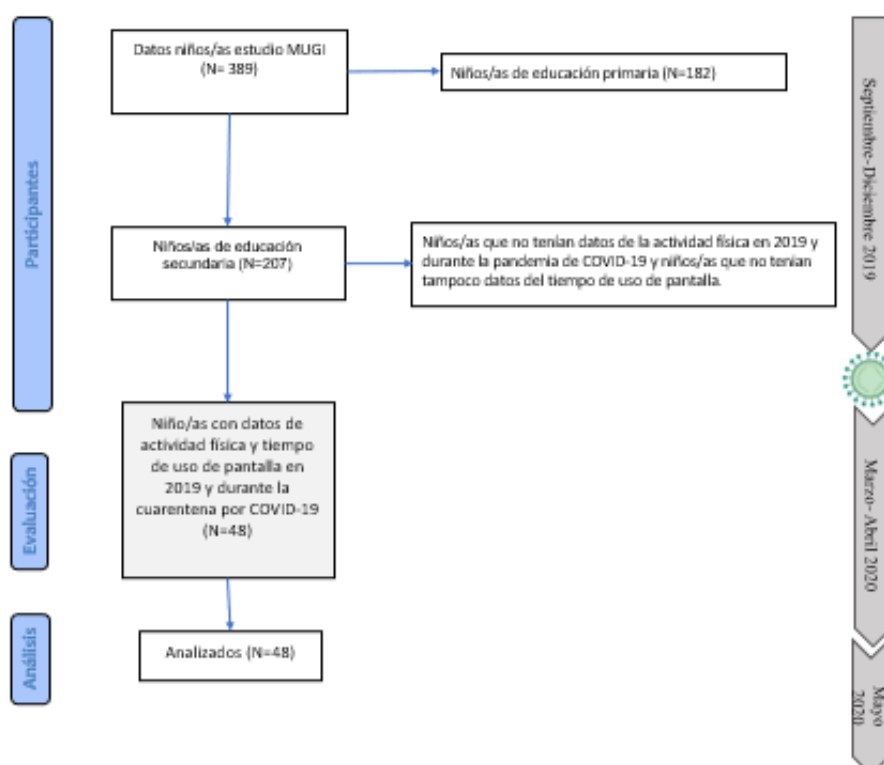 Participantes
Datos niños/as estudio MUGI
(N= 389)
Niños/as de educación primaria (N=182)
Niños/as de educación
secundaria (N=207)
Niños/as que no tenían datos de la actividad física en 2019 y
durante la pandemia de COVID-19 y niños/as que no tenían
tampoco datos del tiempo de uso de pantalla.
Septiembre-Diciembre 2019
Evaluación
Niño/as con datos de
actividad física y tiempo
de uso de pantalla en
2019 y durante la
cuarentena por COVID-19
(N=48)
Marzo- Abril 2020
Análisis
Analizados (N=48)
Mayo
2020